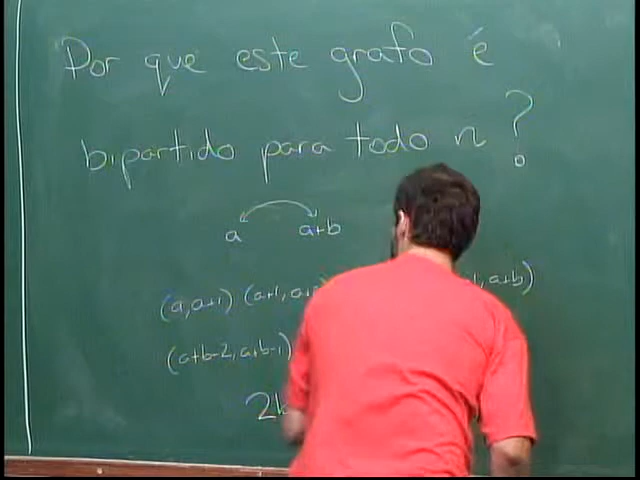 Por que este grafo é
bipartido para todo n ?
a a+b
(a,a+1) (a+1,a+ ,a+b)
(a+b-2,a+b-1)
2b